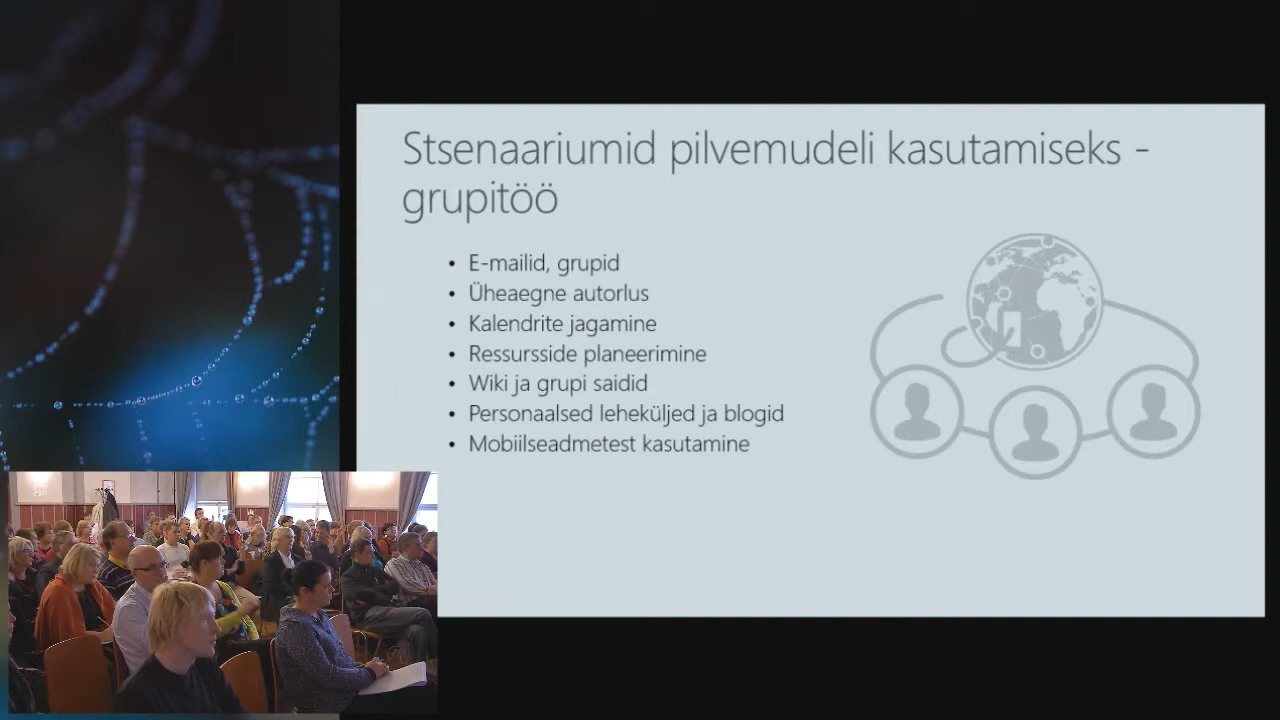 Stsenaariumid pilvemudeli kasutamiseks -
grupitöö
• E-mailid, grupid
• Üheaegne autorlus
• Kalendrite jagamine
• Ressursside planeerimine
• Wiki ja grupi saidid
• Personaalsed leheküljed ja blogid
• Mobiilseadmetest kasutamine